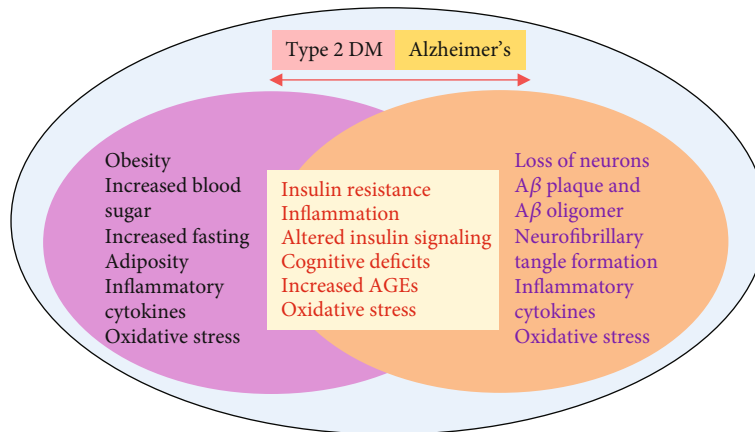 Type 2 DM
Alzheimer's
Obesity
Increased blood
sugar
Increased fasting
Adiposity
Inflammatory
cytokines
Oxidative stress
Insulin resistance
Inflammation
Altered insulin signaling
Cognitive deficits
Increased AGEs
Oxidative stress
Loss of neurons
Aβ plaque and
Aβ oligomer
Neurofibrillary
tangle formation
Inflammatory
cytokines
Oxidative stress